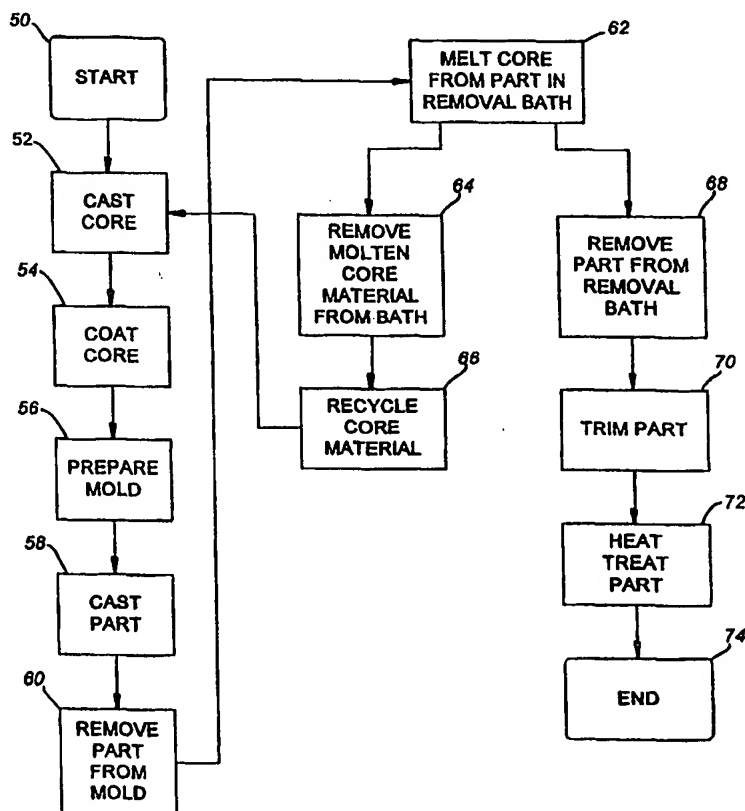 50
START
52
CAST
CORE
54
COAT
CORE
56
PREPARE
MOLD
58
CAST
PART
60
REMOVE
PART
FROM
MOLD
62
MELT CORE
FROM PART IN
REMOVAL BATH
64
REMOVE
MOLTEN
CORE
MATERIAL
FROM BATH
66
RECYCLE
CORE
MATERIAL
68
REMOVE
PART FROM
REMOVAL
BATH
70
TRIM PART
72
HEAT
TREAT
PART
74
END